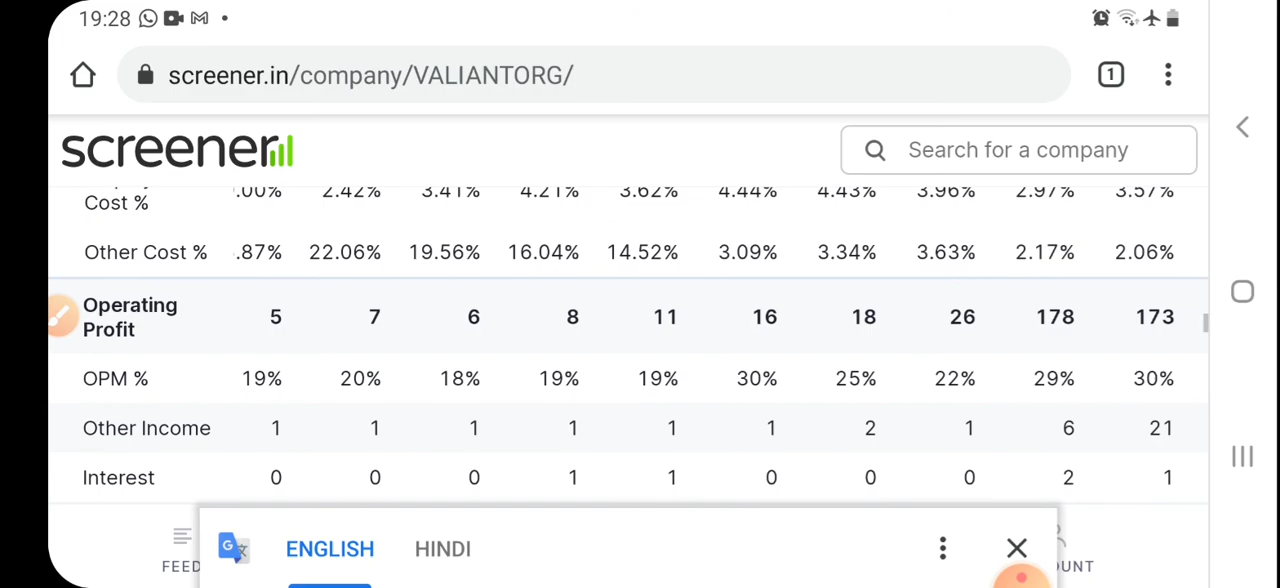 19:28
1
screener.in/company/VALIANTORG/
screener
Search for a company
Cost % .00% 2.42% 3.41% 4.21% 3.62% 4.44% 4.43% 3.96% 2.97% 3.57%
Other Cost % .87% 22.06% 19.56% 16.04% 14.52% 3.09% 3.34% 3.63% 2.17% 2.06%
Operating
Profit 5 7 6 8 11 16 18 26 178 173
OPM % 19% 20% 18% 19% 19% 30% 25% 22% 29% 30%
Other Income 1 1 1 1 1 1 2 1 6 21
Interest 0 0 0 1 1 0 0 0 2 1
FEED
G
ENGLISH HINDI
UNT